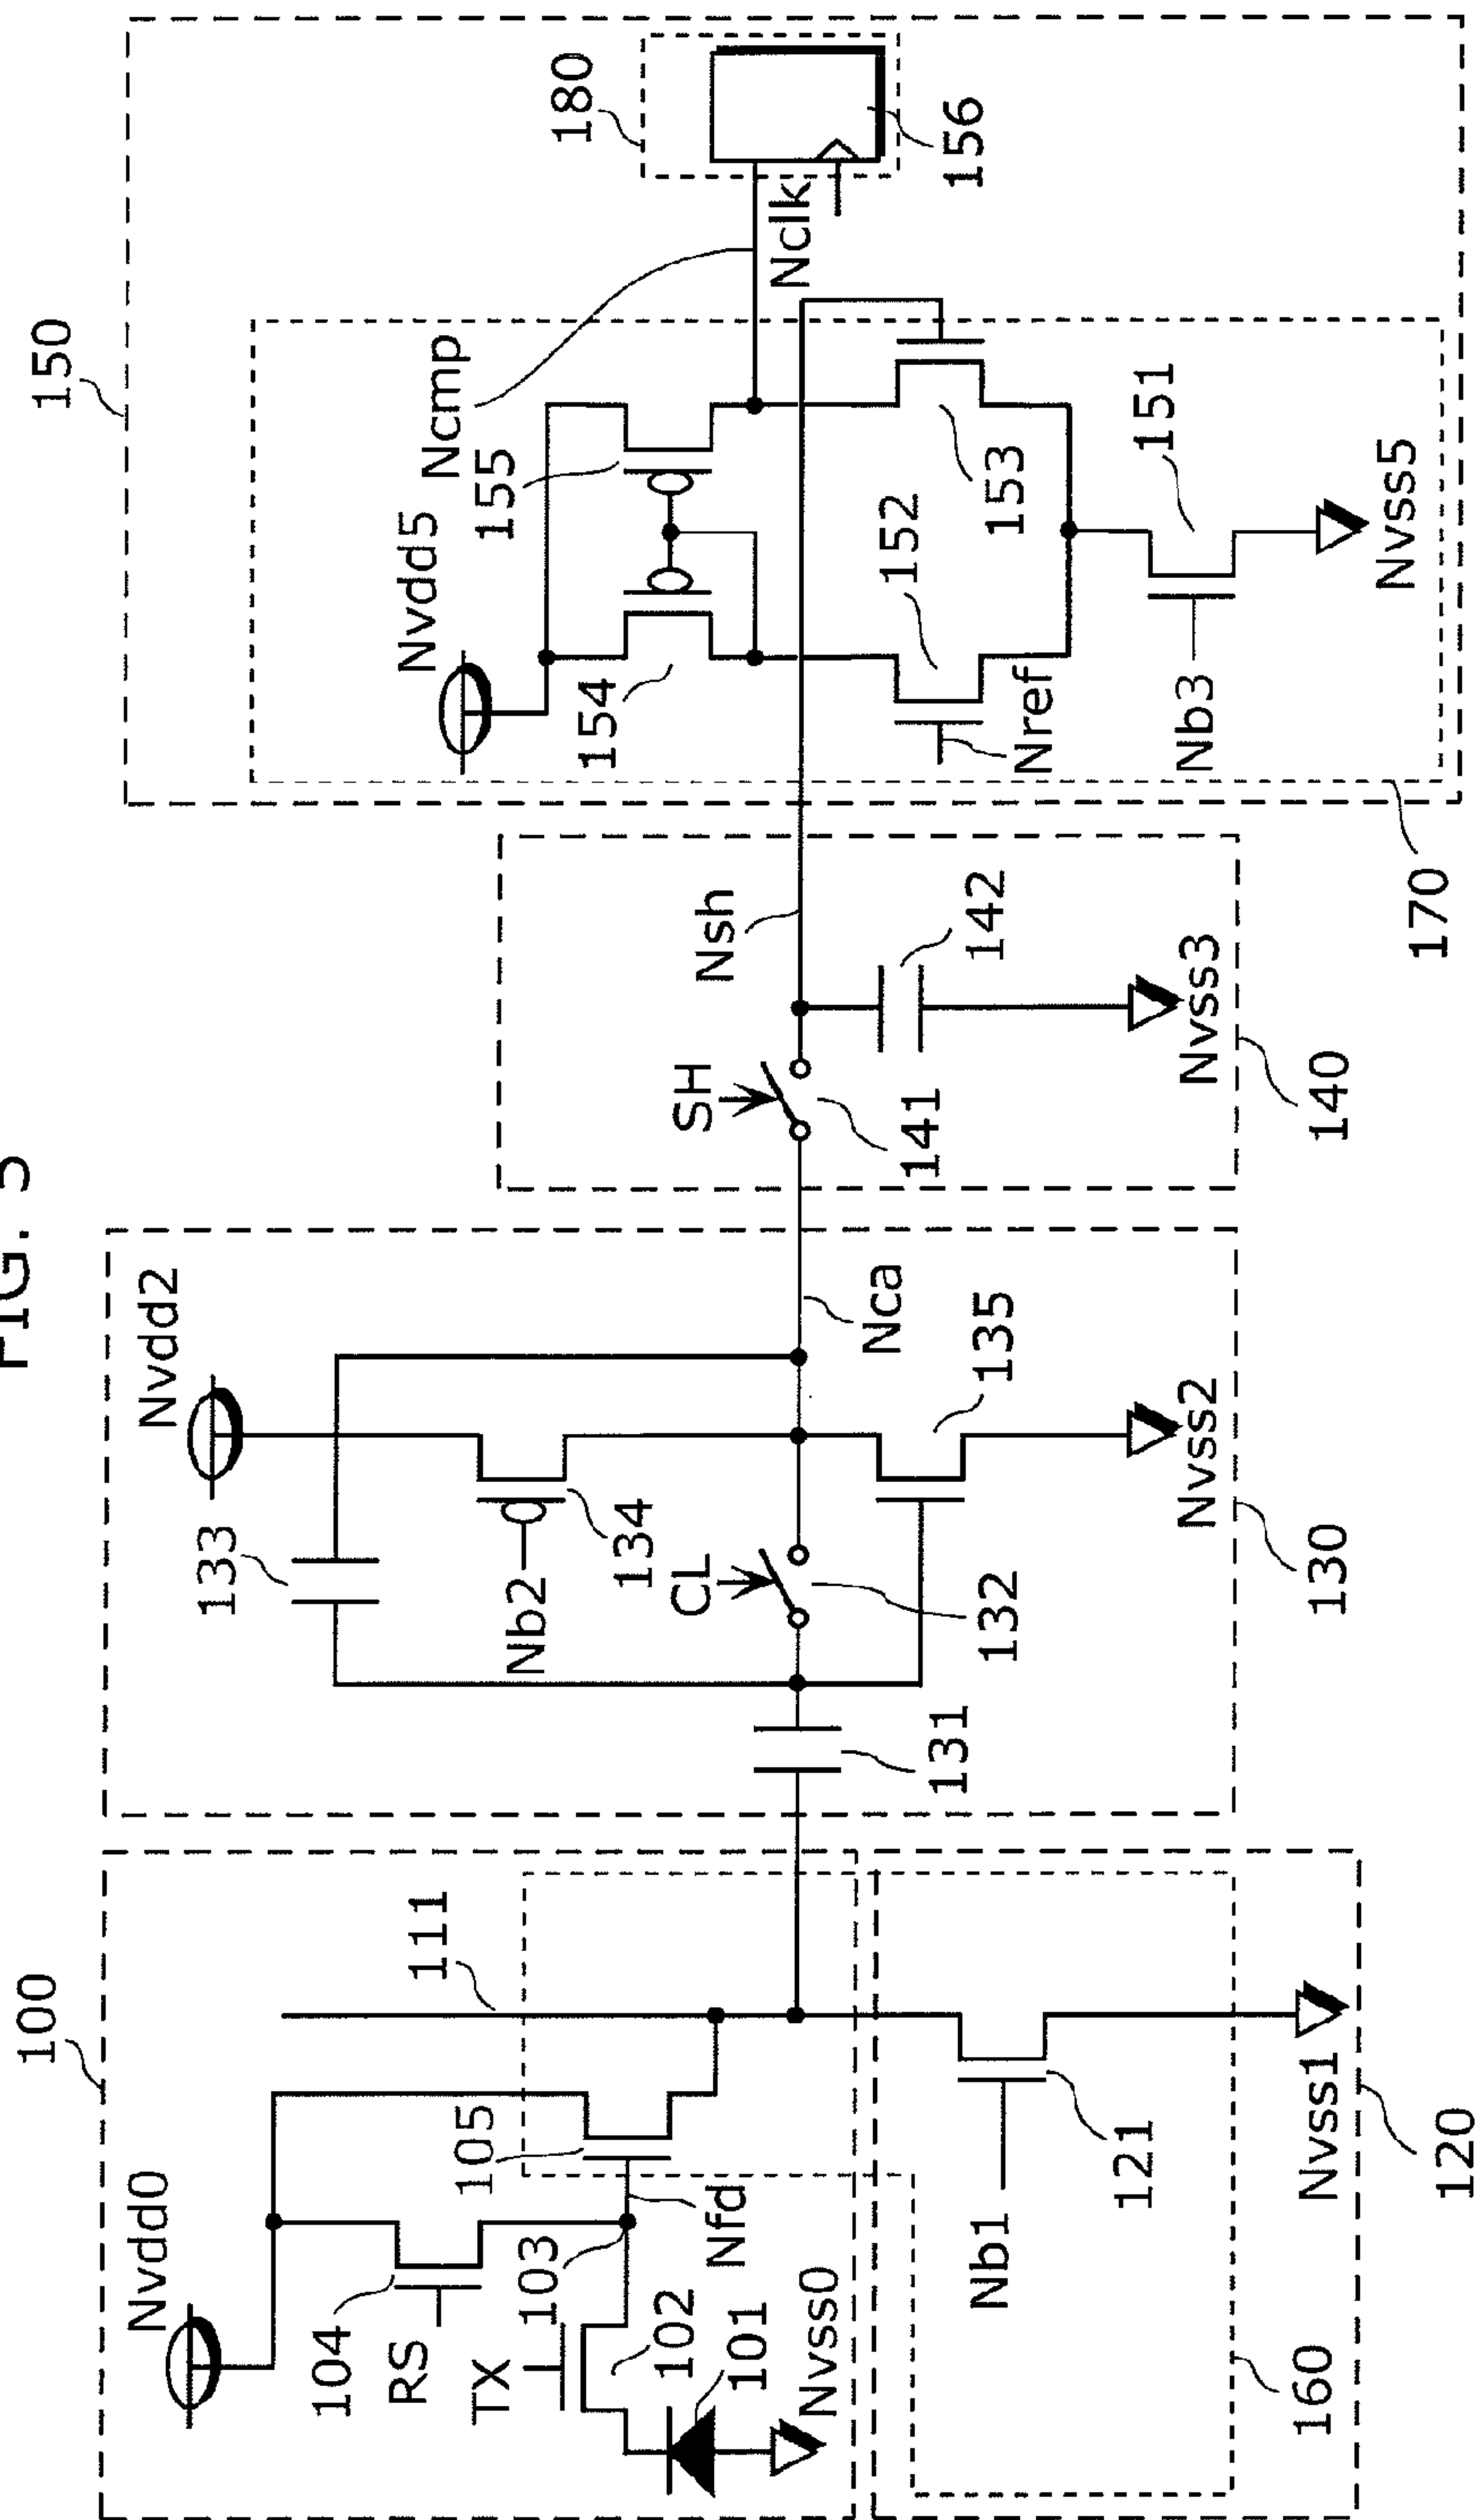 FIG.
100
Nvdd0
104
RS
TX
103
102
101
Nvss0
105
Nfd
111
Nb1
121
Nvss1
160
120
Nvdd2
133
Nb2
134
CL
132
131
Nca
135
Nvss2
130
SH
141
Nsh
142
Nvss3
140
150
Nvdd5
154
155
Ncmp
152
153
Nref
Nb3
151
Nvss5
170
180
Nclk
156